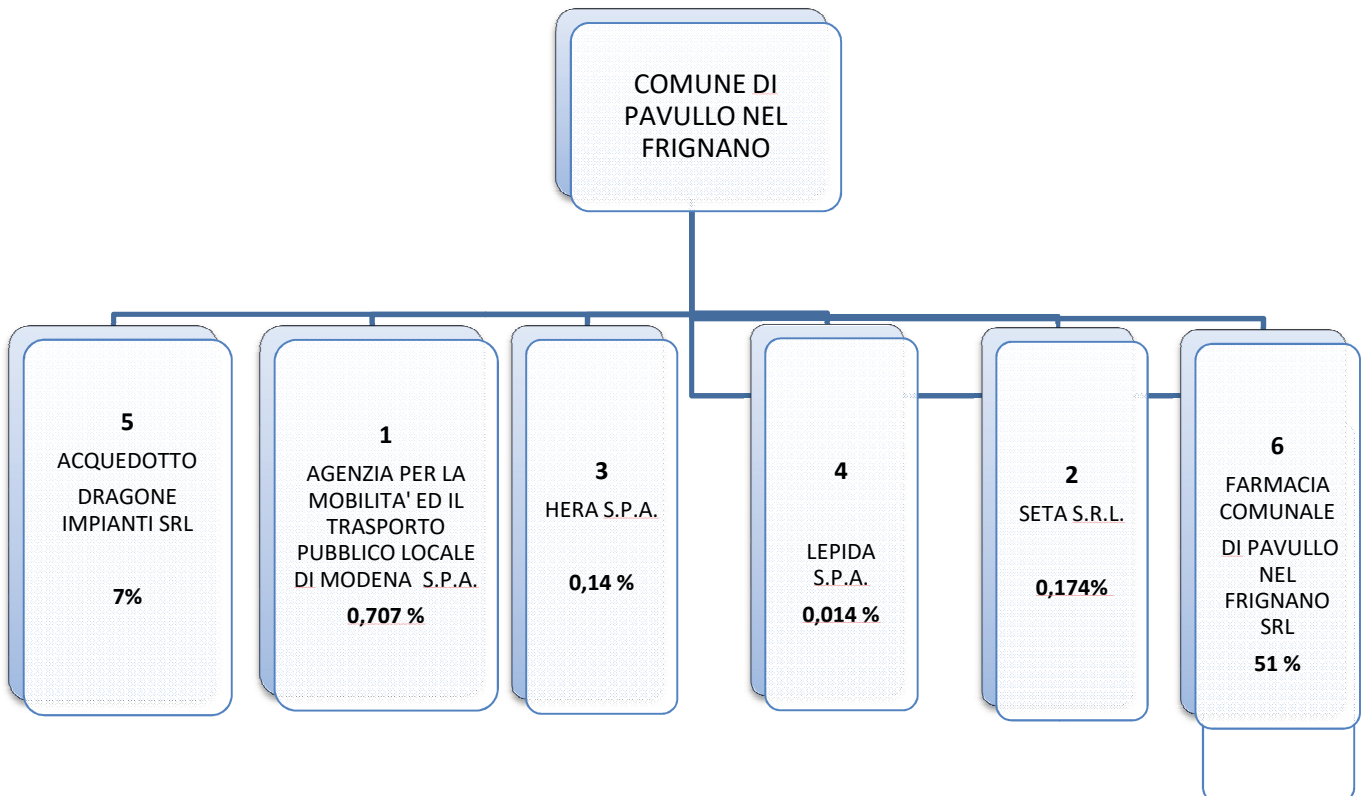 COMUNE DI
PAVULLO NEL
FRIGNANO
5
ACQUEDOTTO
DRAGONE
IMPIANTI SRL
7%
1
AGENZIA PER LA
MOBILITA' ED IL
TRASPORTO
PUBBLICO LOCALE
DI MODENA S.P.A.
0,707 %
3
HERA S.P.A.
0,14 %
4
LEPIDA
S.P.A.
0,014 %
2
SETA S.R.L.
0,174%
6
FARMACIA
COMUNALE
DI PAVULLO
NEL
FRIGNANO
SRL
51 %